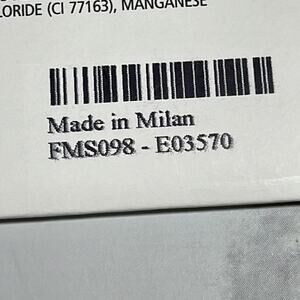 LORIDE (CI 77163), MANGANESE
Made in Milan
FMS098 - E03570